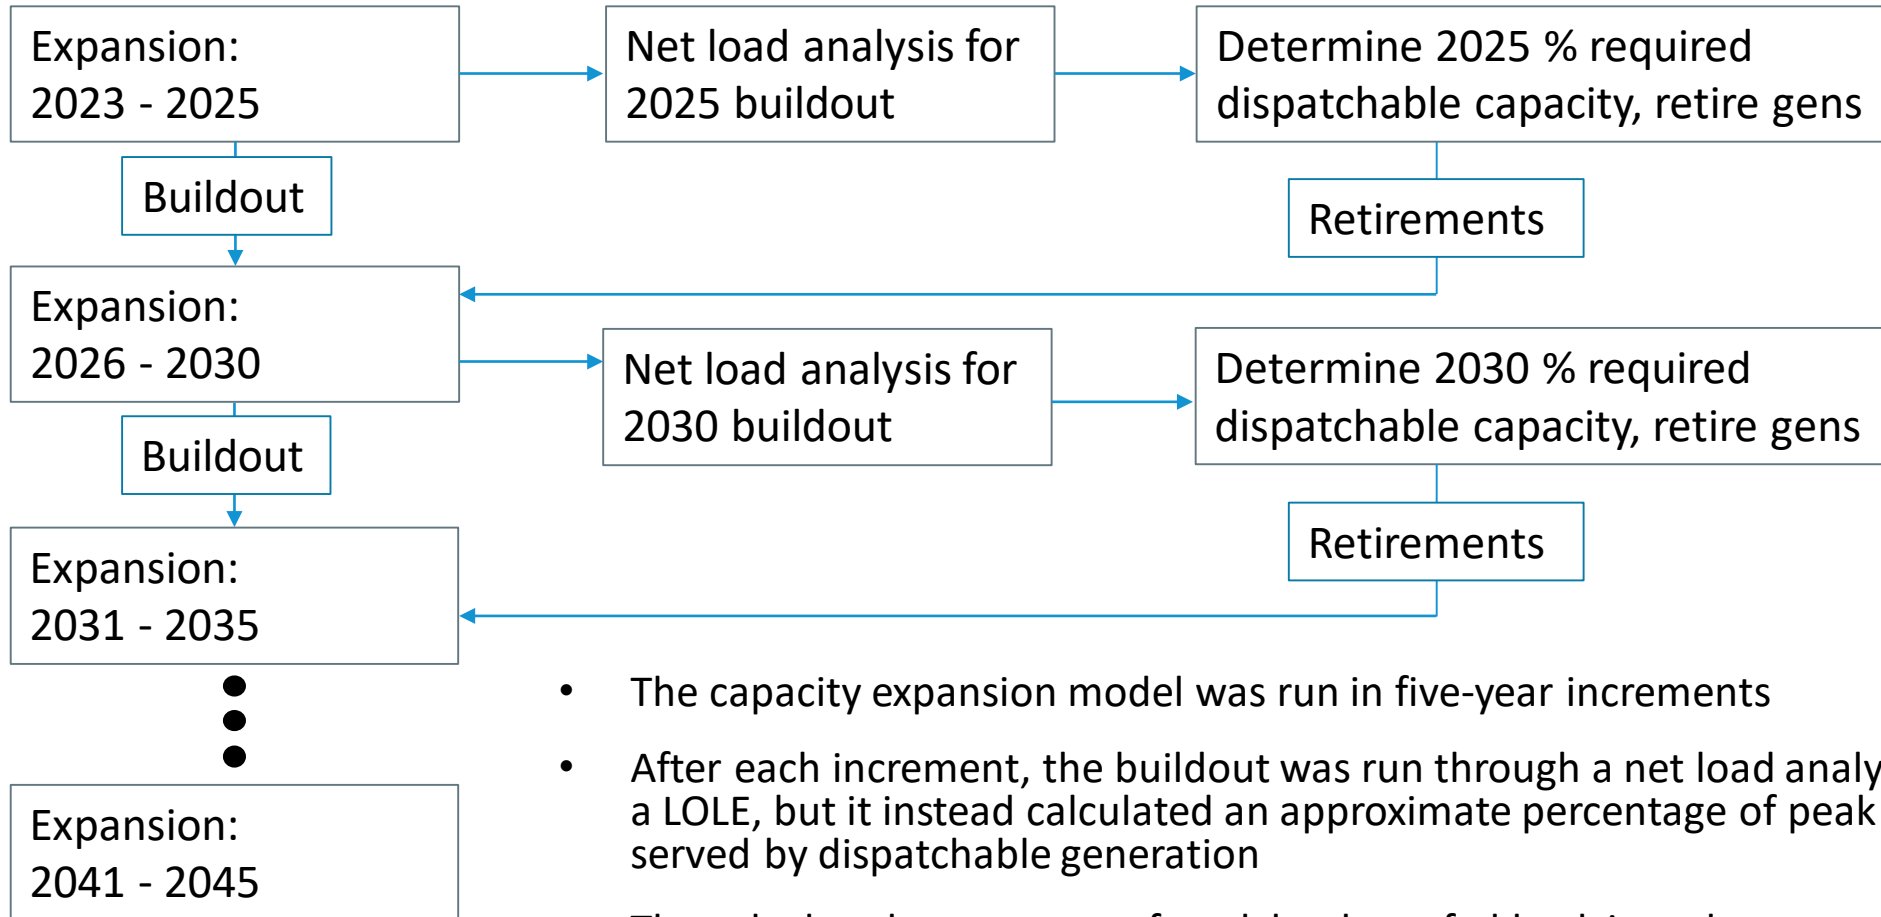 Expansion:
2023 - 2025
Net load analysis for
2025 buildout
Determine 2025 % required
dispatchable capacity, retire gens
Buildout
Retirements
Expansion:
2026 - 2030
Net load analysis for
2030 buildout
Determine 2030 % required
dispatchable capacity, retire gens
Buildout
Retirements
Expansion:
2031 - 2035
• The capacity expansion model was run in five-year increments
• After each increment, the buildout was run through a net load analy
a LOLE, but it instead calculated an approximate percentage of peak
served by dispatchable generation
Expansion:
2041 - 2045